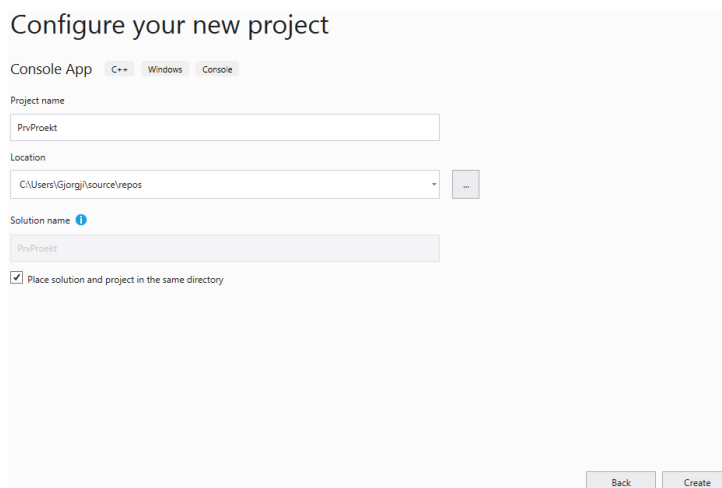 Configure your new project
Console App C++ Windows Console
Project name
PrvProekt
Location
C:\Users\Gjorgji\source\repos
...
Solution name
PrvProekt
Place solution and project in the same directory
Back Create